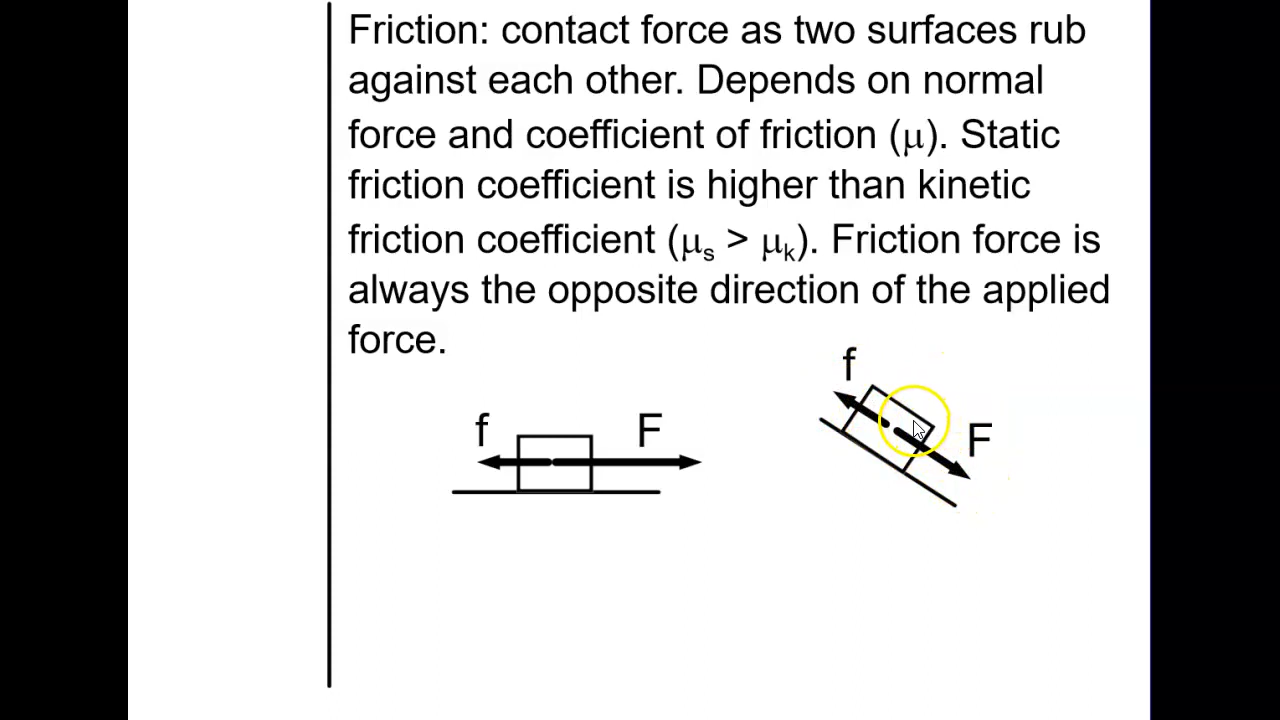 Friction: contact force as two surfaces rub
against each other. Depends on normal
force and coefficient of friction (μ). Static
friction coefficient is higher than kinetic
friction coefficient (μs > μk). Friction force is
always the opposite direction of the applied
force.
f
F
f
F